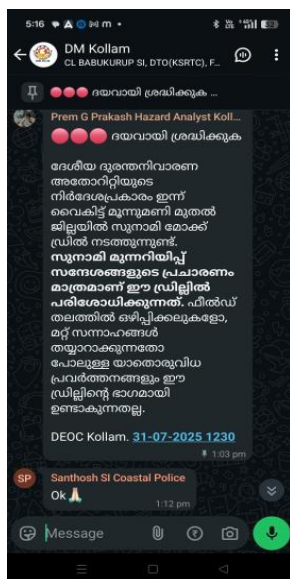 5:16
DM Kollam
CL BABUKURUP SI, DTO(KSRTC), F...
🔴🔴🔴 ദയവായി ശ്രദ്ധിക്കുക ...
Prem G Prakash Hazard Analyst Koll...
🔴🔴🔴 ദയവായി ശ്രദ്ധിക്കുക
ദേശീയ ദുരന്തനിവാരണ
അതോറിറ്റിയുടെ
നിർദേശപ്രകാരം ഇന്ന്
വൈകിട്ട് മൂന്നുമണി മുതൽ
ജില്ലയിൽ സുനാമി മോക്ക്
ഡ്രിൽ നടത്തുന്നുണ്ട്.
സുനാമി മുന്നറിയിപ്പ്
സന്ദേശങ്ങളുടെ പ്രചാരണം
മാത്രമാണ് ഈ ഡ്രില്ലിൽ
പരിശോധിക്കുന്നത്. ഫീൽഡ്
തലത്തിൽ ഒഴിപ്പിക്കലുകളോ,
മറ്റ് സന്നാഹങ്ങൾ
തയ്യാറാക്കുന്നതോ
പോലുള്ള യാതൊരുവിധ
പ്രവർത്തനങ്ങളും ഈ
ഡ്രില്ലിന്റെ ഭാഗമായി
ഉണ്ടാകുന്നതല്ല.
DEOC Kollam. 31-07-2025 1230
1:03 pm
SP
Santhosh SI Coastal Police
Ok 🙏
1:12 pm
Message